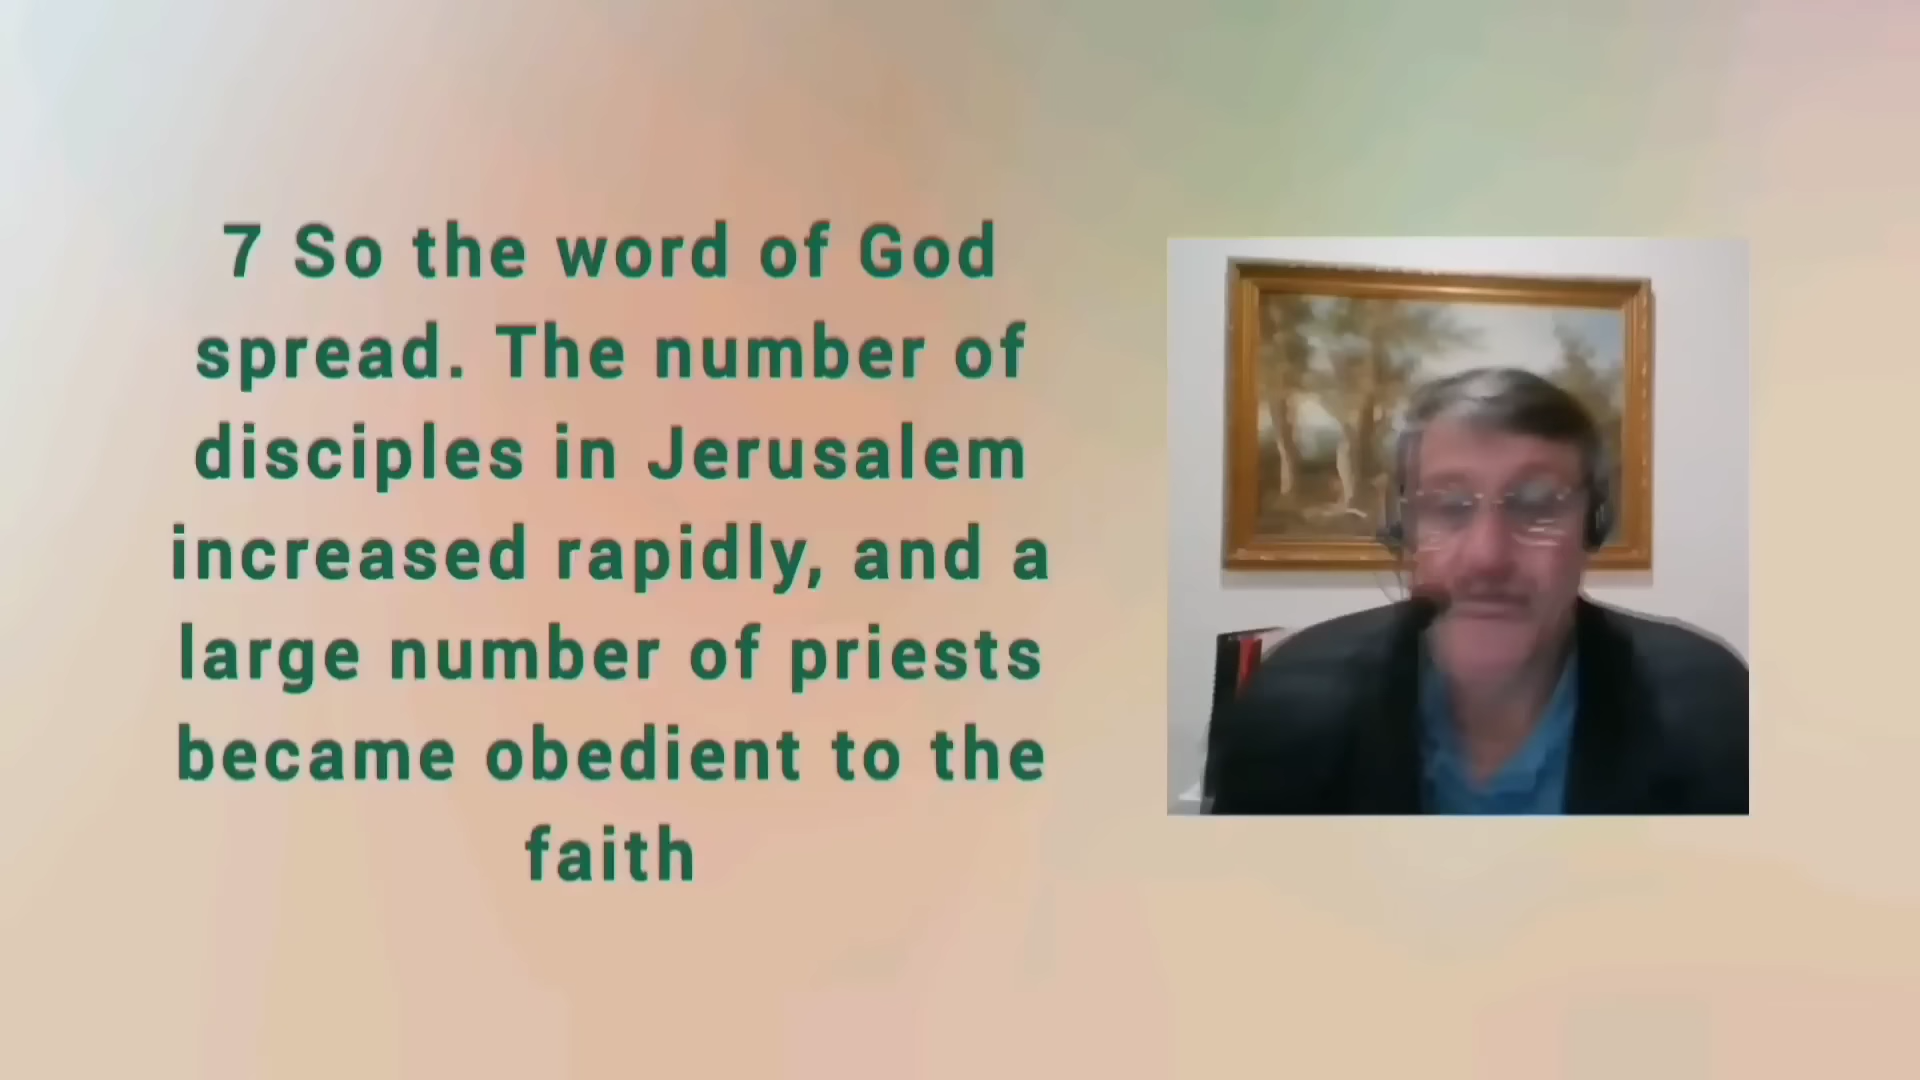 7 So the word of God
spread. The number of
disciples in Jerusalem
increased rapidly, and a
large number of priests
became obedient to the
faith